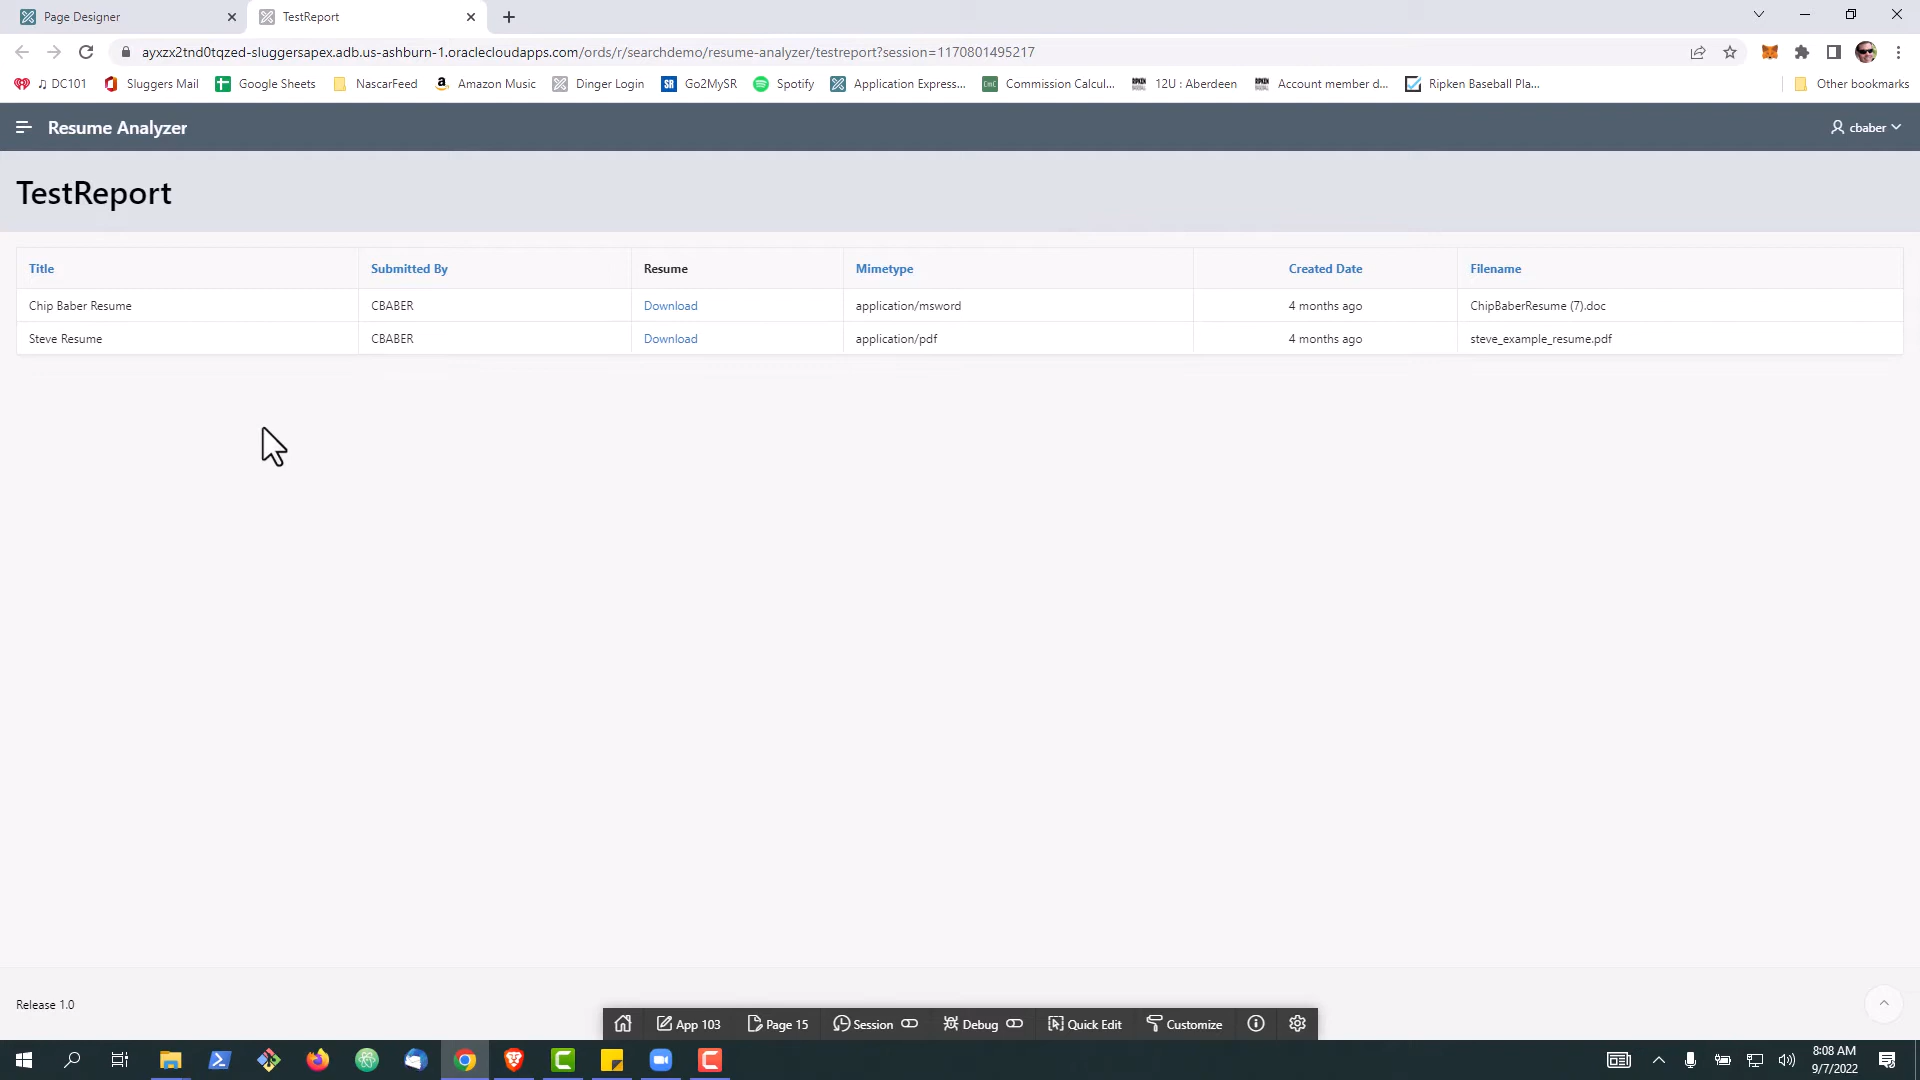 Page Designer
TestReport
ayxzx2tnd0tqzed-sluggersapex.adb.us-ashburn-1.oraclecloudapps.com/ords/r/searchdemo/resume-analyzer/testreport?session=1170801495217
♫ DC101 Sluggers Mail Google Sheets NascarFeed Amazon Music Dinger Login Go2MySR Spotify Application Express... Commission Calcul... 12U : Aberdeen Account member d... Ripken Baseball Pla... Other bookmarks
Resume Analyzer cbaber
TestReport
Title Submitted By Resume Mimetype Created Date Filename
Chip Baber Resume CBABER Download application/msword 4 months ago ChipBaberResume (7).doc
Steve Resume CBABER Download application/pdf 4 months ago steve_example_resume.pdf
Release 1.0
App 103 Page 15 Session Debug Quick Edit Customize
8:08 AM
9/7/2022